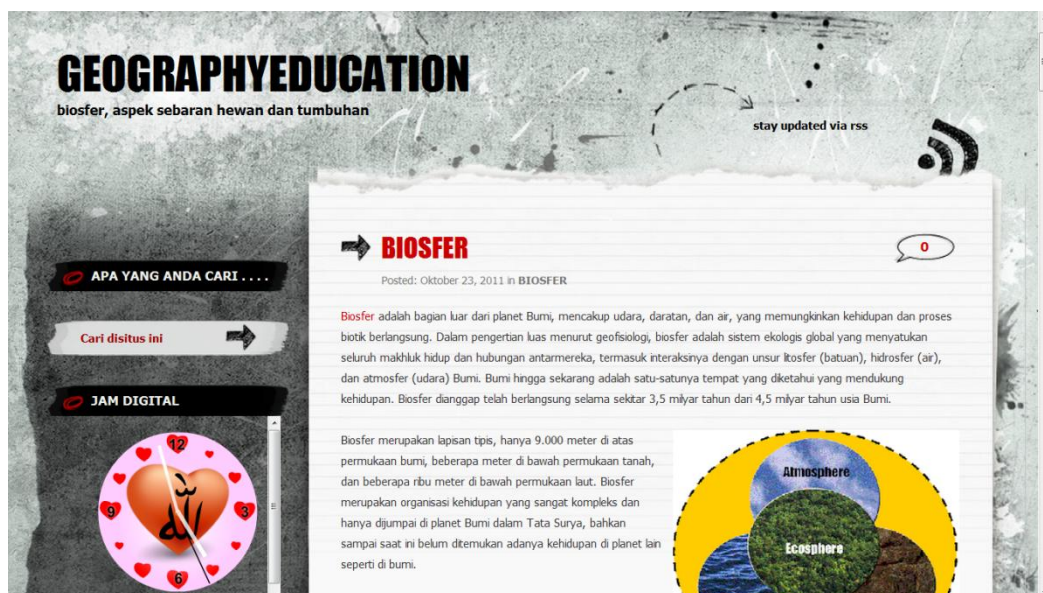 GEOGRAPHYEDUCATION
biosfer, aspek sebaran hewan dan tumbuhan
stay updated via rss
APA YANG ANDA CARI . . . .
Cari disitus ini
JAM DIGITAL
12
9
3
6
الله
BIOSFER
0
Posted: Oktober 23, 2011 in BIOSFER
Biosfer adalah bagian luar dari planet Bumi, mencakup udara, daratan, dan air, yang memungkinkan kehidupan dan proses
biotik berlangsung. Dalam pengertian luas menurut geofisiologi, biosfer adalah sistem ekologis global yang menyatukan
seluruh makhluk hidup dan hubungan antarmereka, termasuk interaksinya dengan unsur litosfer (batuan), hidrosfer (air),
dan atmosfer (udara) Bumi. Bumi hingga sekarang adalah satu-satunya tempat yang diketahui yang mendukung
kehidupan. Biosfer dianggap telah berlangsung selama sekitar 3,5 milyar tahun dari 4,5 milyar tahun usia Bumi.
Biosfer merupakan lapisan tipis, hanya 9.000 meter di atas
permukaan bumi, beberapa meter di bawah permukaan tanah,
dan beberapa ribu meter di bawah permukaan laut. Biosfer
merupakan organisasi kehidupan yang sangat kompleks dan
hanya dijumpai di planet Bumi dalam Tata Surya, bahkan
sampai saat ini belum ditemukan adanya kehidupan di planet lain
seperti di bumi.
Atmosphere
Ecosphere